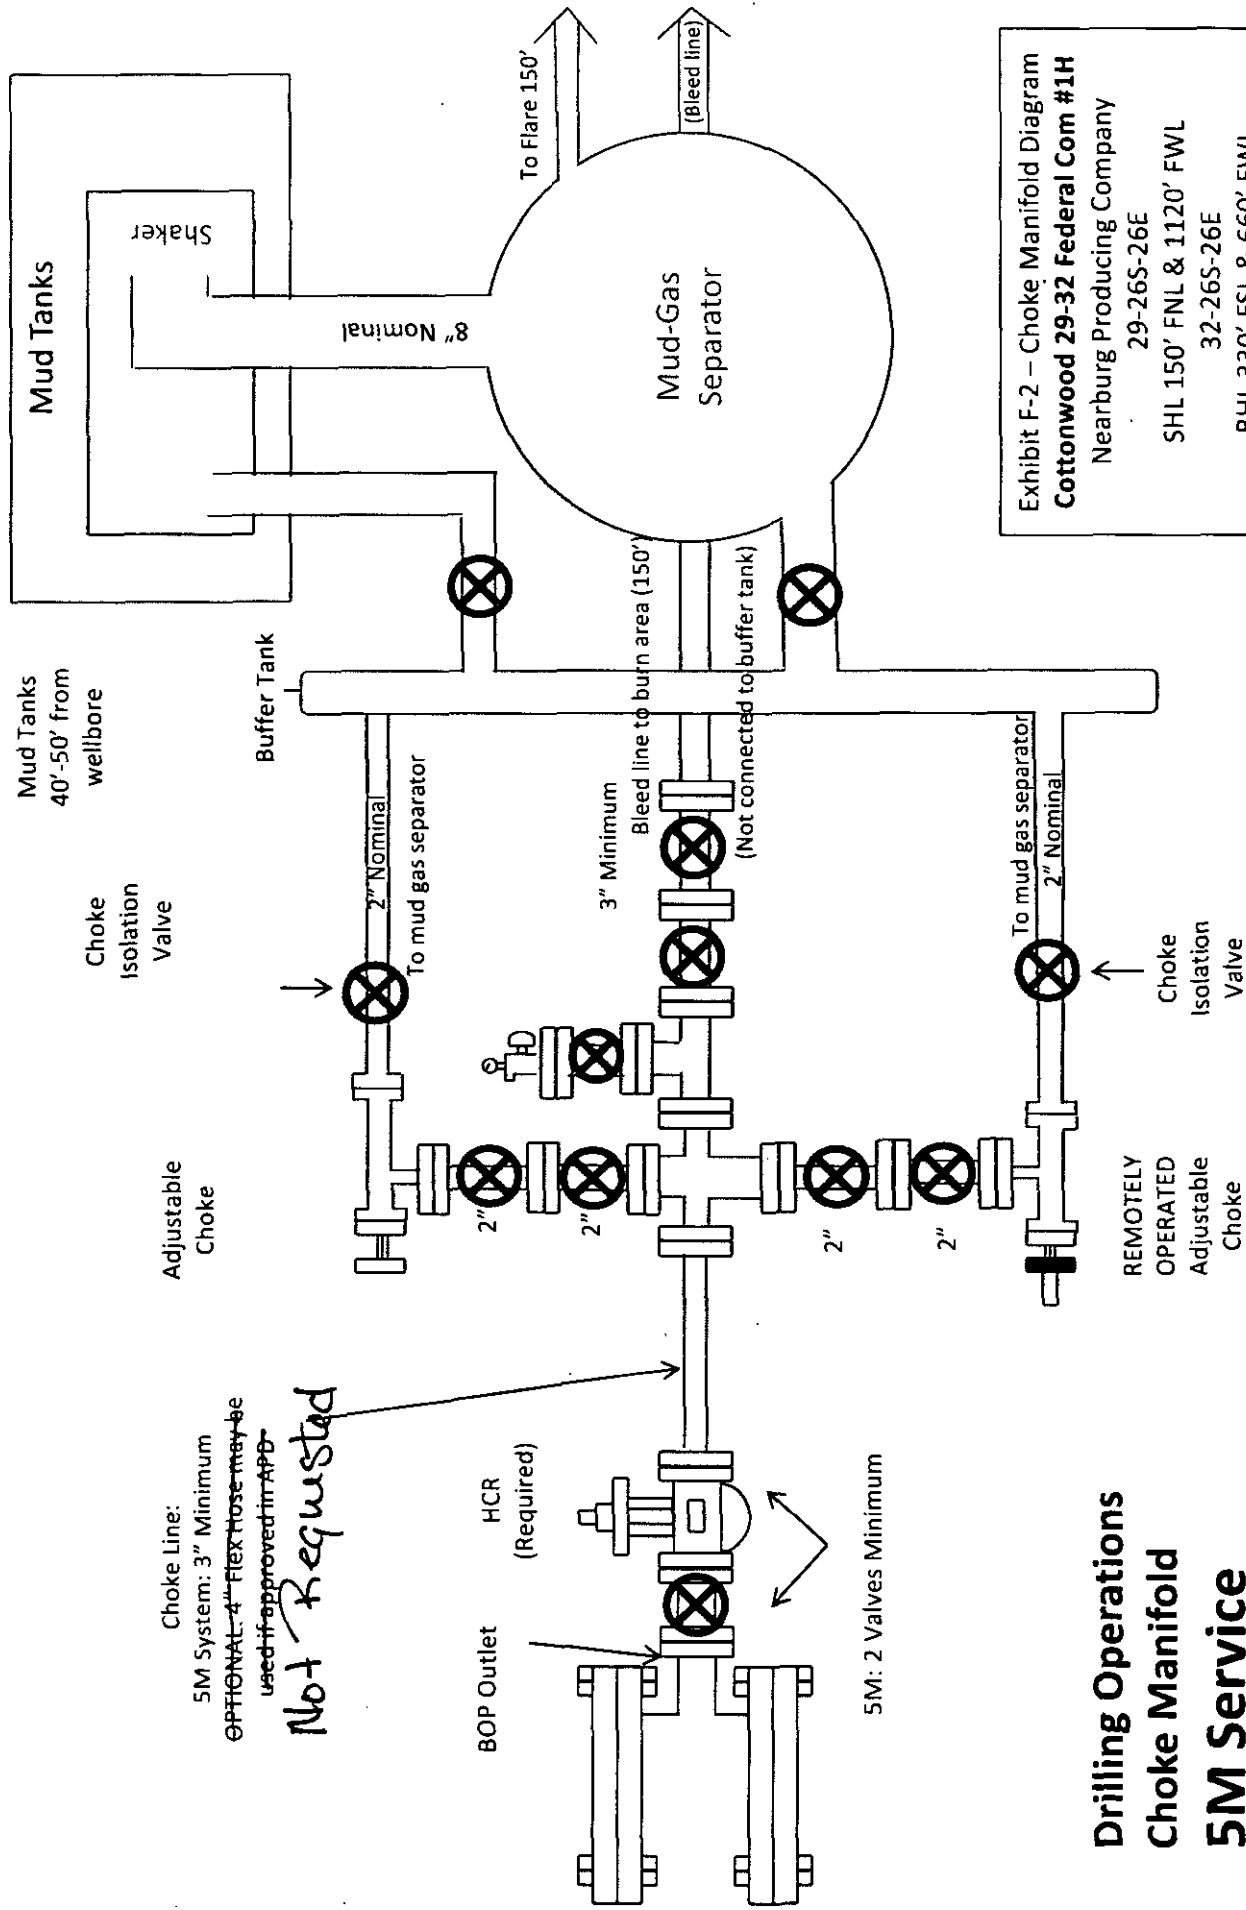 Mud Tanks
Shaker
8" Nominal
Mud Tanks
40'-50' from
wellbore
Buffer Tank
To Flare 150'
(Bleed line)
Mud-Gas
Separator
Choke
Isolation
Valve
2" Nominal
To mud gas separator
3" Minimum
Bleed line to burn area (150')
(Not connected to buffer tank)
Adjustable
Choke
2"
2"
2"
2"
To mud gas separator
2" Nominal
Choke
Isolation
Valve
REMOTELY
OPERATED
Adjustable
Choke
Choke Line:
5M System: 3" Minimum
OPTIONAL: 4" Flex Hose may be
used if approved in APD
Not Requested
HCR
(Required)
BOP Outlet
5M: 2 Valves Minimum
Drilling Operations
Choke Manifold
5M Service
Exhibit F-2 – Choke Manifold Diagram
Cottonwood 29-32 Federal Com #1H
Nearburg Producing Company
29-26S-26E
SHL 150' FNL & 1120' FWL
32-26S-26E
BHL 330' FSL & 660' FWL